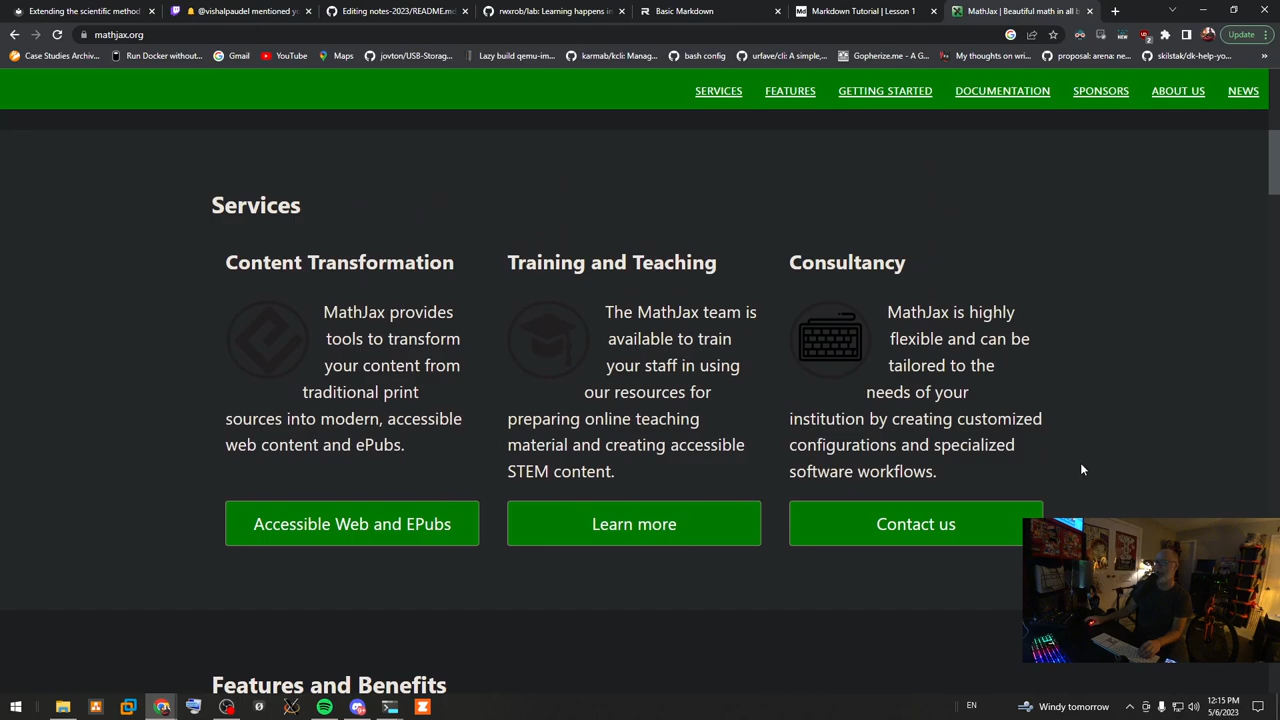 Extending the scientific method
@vishalpaudel mentioned yo
Editing notes-2023/README.md
rwxrob/lab: Learning happens in
Basic Markdown
Markdown Tutorial | Lesson 1
MathJax | Beautiful math in all b
mathjax.org
Update
Case Studies Archiv...
Run Docker without...
Gmail
YouTube
Maps
jovton/USB-Storag...
Lazy build qemu-im...
karmab/kcli: Manag...
bash config
urfave/cli: A simple,...
Gopherize.me – A G...
My thoughts on wri...
proposal: arena: ne...
skilstak/dk-help-yo...
»
SERVICES FEATURES GETTING STARTED DOCUMENTATION SPONSORS ABOUT US NEWS
Services
Content Transformation
MathJax provides
tools to transform
your content from
traditional print
sources into modern, accessible
web content and ePubs.
Accessible Web and EPubs
Training and Teaching
The MathJax team is
available to train
your staff in using
our resources for
preparing online teaching
material and creating accessible
STEM content.
Learn more
Consultancy
MathJax is highly
flexible and can be
tailored to the
needs of your
institution by creating customized
configurations and specialized
software workflows.
Contact us
Features and Benefits
EN
Windy tomorrow
12:15 PM
5/6/2023